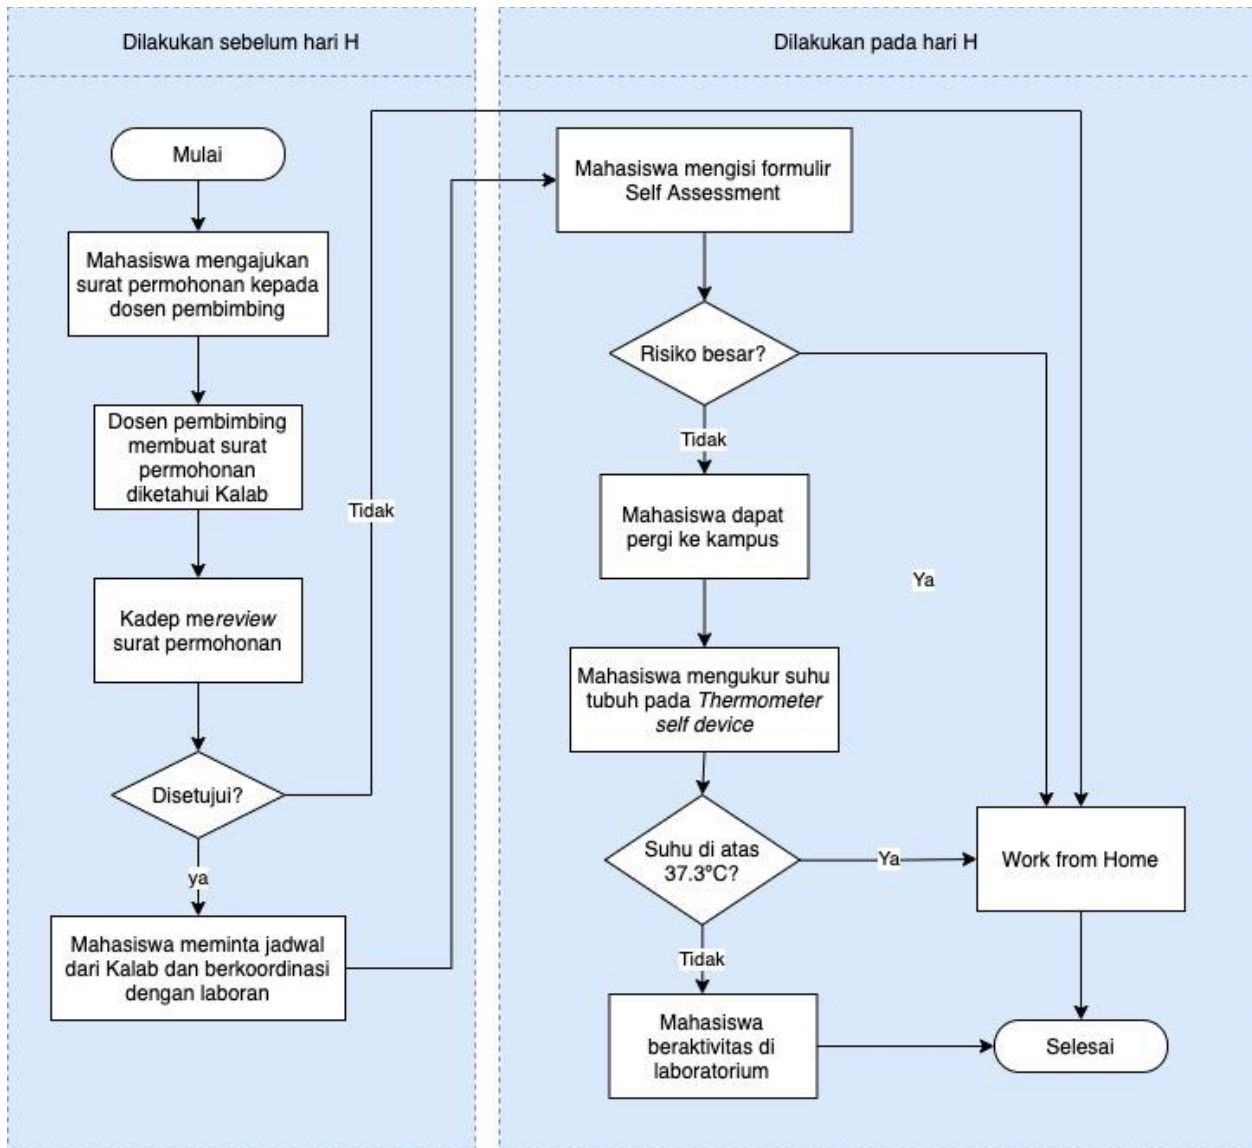 Dilakukan sebelum hari H
Mulai
Mahasiswa mengajukan
surat permohonan kepada
dosen pembimbing
Dosen pembimbing
membuat surat
permohonan
diketahui Kalab
Kadep mereview
surat permohonan
Disetujui?
Tidak
ya
Mahasiswa meminta jadwal
dari Kalab dan berkoordinasi
dengan laboran
Dilakukan pada hari H
Mahasiswa mengisi formulir
Self Assessment
Risiko besar?
Ya
Tidak
Mahasiswa dapat
pergi ke kampus
Mahasiswa mengukur suhu
tubuh pada Thermometer
self device
Suhu di atas
37.3°C?
Ya
Work from Home
Tidak
Mahasiswa
beraktivitas di
laboratorium
Selesai